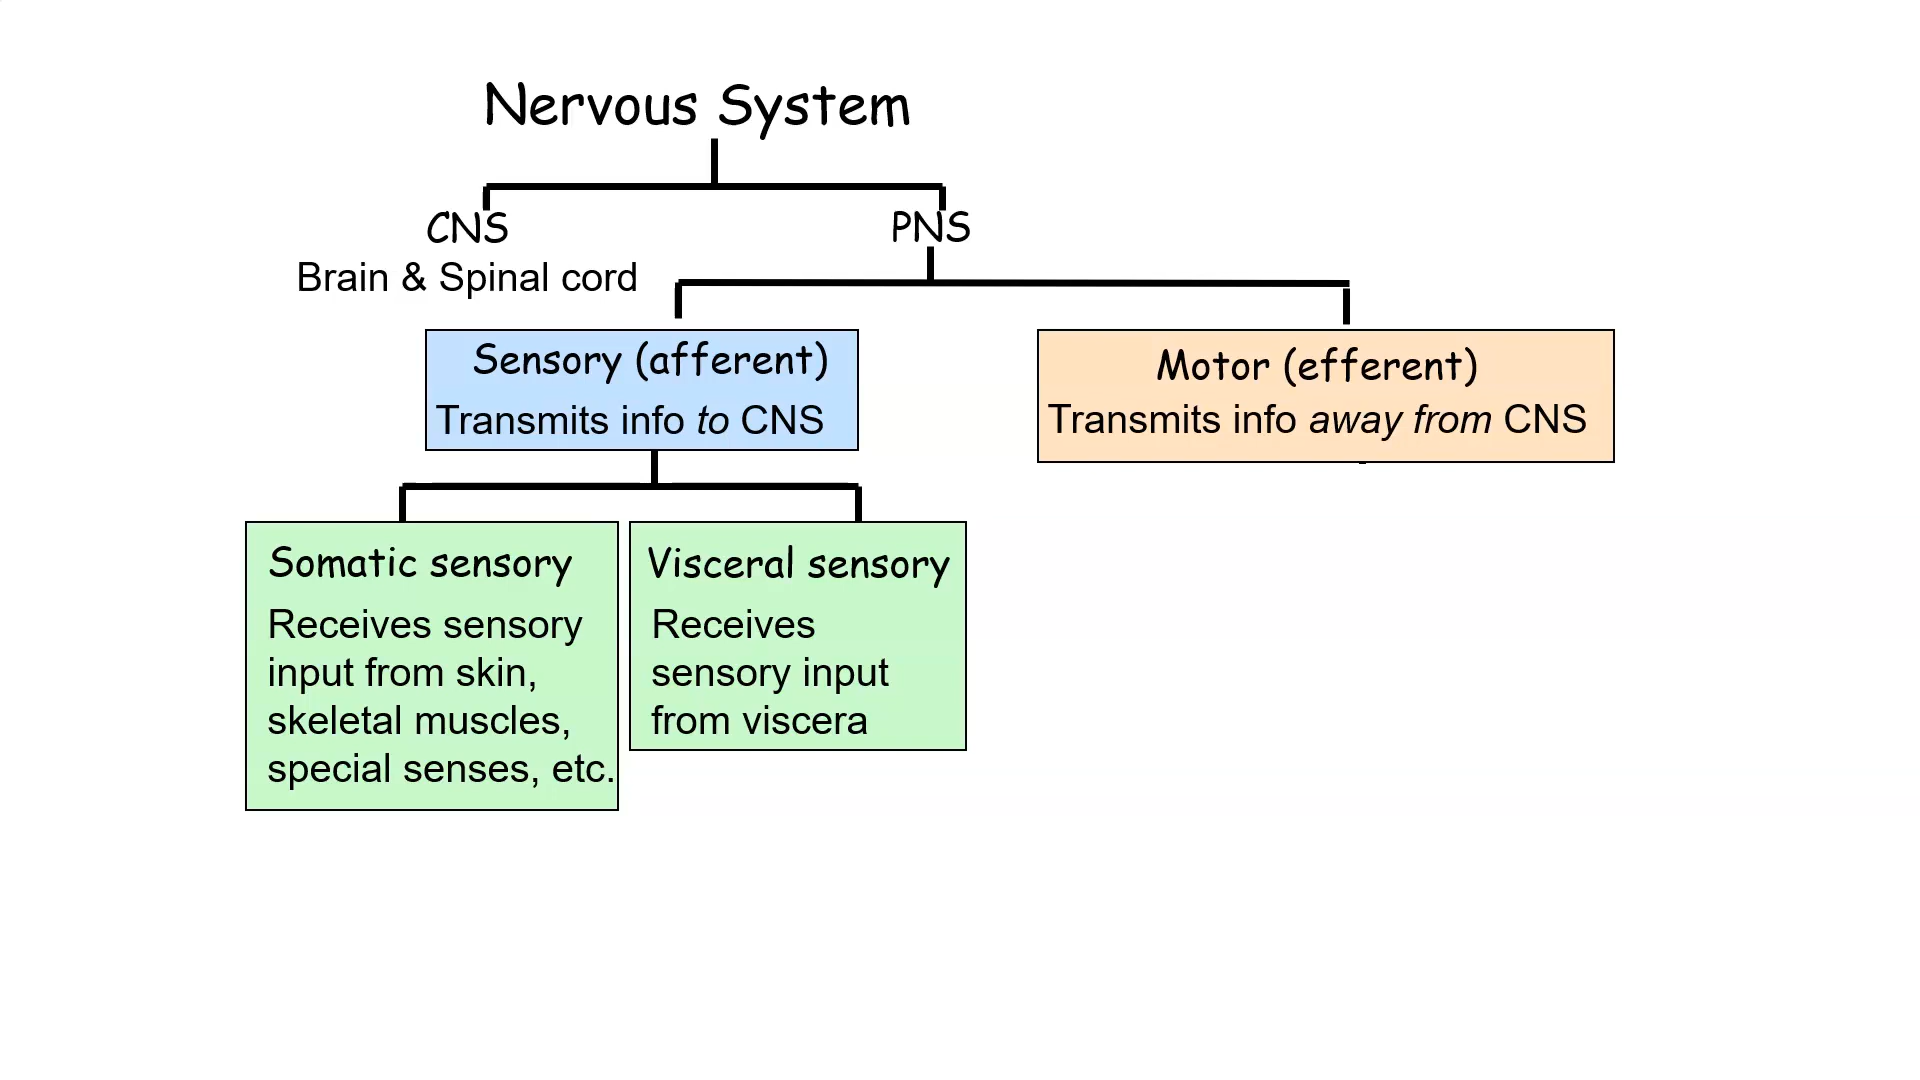 Nervous System
CNS
PNS
Brain & Spinal cord
Sensory (afferent)
Transmits info to CNS
Motor (efferent)
Transmits info away from CNS
Somatic sensory
Receives sensory
input from skin,
skeletal muscles,
special senses, etc.
Visceral sensory
Receives
sensory input
from viscera